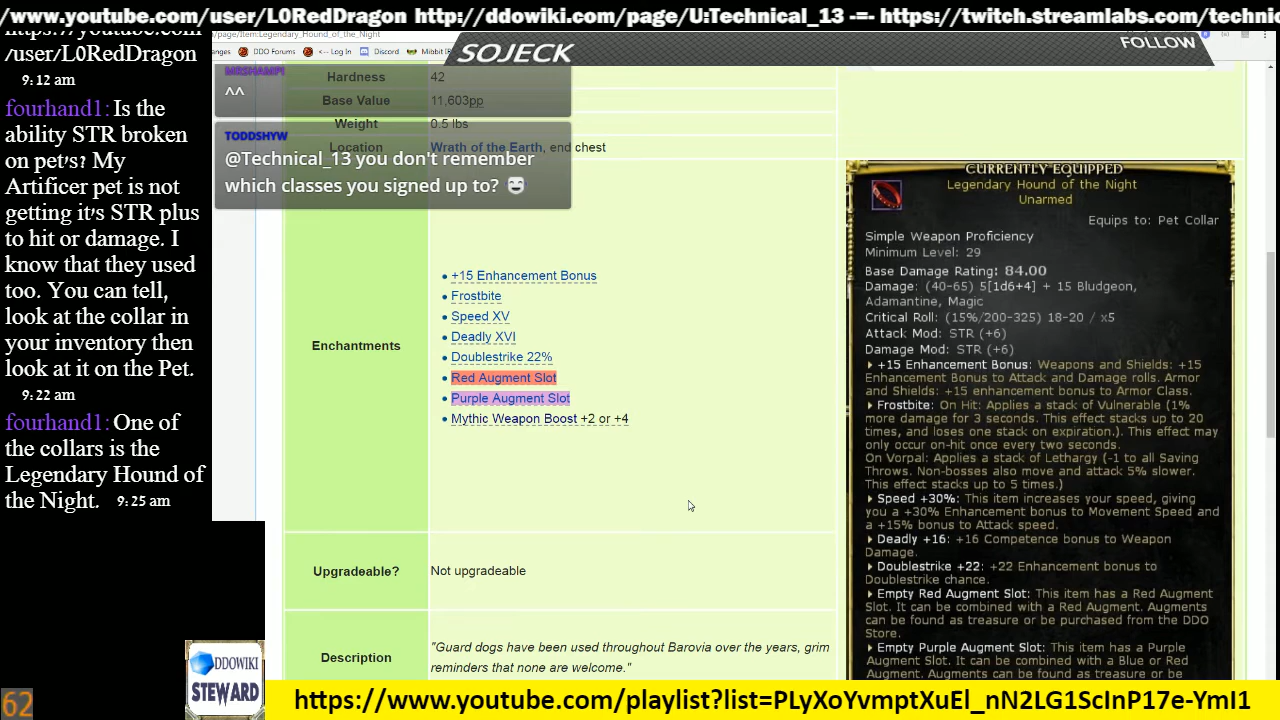 /www.youtube.com/user/L0RedDragon http://ddowiki.com/page/U:Technical_13 -=- https://twitch.streamlabs.com/technic
https://www.youtube.com
/user/L0RedDragon
9:12 am
fourhand1: Is the
ability STR broken
on pet's? My
Artificer pet is not
getting it's STR plus
to hit or damage. I
know that they used
too. You can tell,
look at the collar in
your inventory then
look at it on the Pet.
9:22 am
fourhand1: One of
the collars is the
Legendary Hound of
the Night. 9:25 am
/page/Item:Legendary_Hound_of_the_Night
anges DDO Forums <-- Log In Discord Mibbit
SOJECK
FOLLOW
MRSHAMPI
^^
TODDSHYW
@Technical_13 you don't remember
which classes you signed up to?
Hardness 42
Base Value 11,603pp
Weight 0.5 lbs
Location Wrath of the Earth, end chest
Enchantments
+15 Enhancement Bonus
Frostbite
Speed XV
Deadly XVI
Doublestrike 22%
Red Augment Slot
Purple Augment Slot
Mythic Weapon Boost +2 or +4
Upgradeable? Not upgradeable
Description
"Guard dogs have been used throughout Barovia over the years, grim
reminders that none are welcome."
CURRENTLY EQUIPPED
Legendary Hound of the Night
Unarmed
Equips to: Pet Collar
Simple Weapon Proficiency
Minimum Level: 29
Base Damage Rating: 84.00
Damage: (40-65) 5[1d6+4] + 15 Bludgeon,
Adamantine, Magic
Critical Roll: (15%/200-325) 18-20 / x5
Attack Mod: STR (+6)
Damage Mod: STR (+6)
+15 Enhancement Bonus: Weapons and Shields: +15
Enhancement Bonus to Attack and Damage rolls. Armor
and Shields: +15 enhancement bonus to Armor Class.
Frostbite: On Hit: Applies a stack of Vulnerable (1%
more damage for 3 seconds. This effect stacks up to 20
times, and loses one stack on expiration.). This effect may
only occur on-hit once every two seconds.
On Vorpal: Applies a stack of Lethargy (-1 to all Saving
Throws. Non-bosses also move and attack 5% slower.
This effect stacks up to 5 times.)
Speed +30%: This item increases your speed, giving
you a +30% Enhancement bonus to Movement Speed and
a +15% bonus to Attack speed.
Deadly +16: +16 Competence bonus to Weapon
Damage.
Doublestrike +22: +22 Enhancement bonus to
Doublestrike chance.
Empty Red Augment Slot: This item has a Red Augment
Slot. It can be combined with a Red Augment. Augments
can be found as treasure or be purchased from the DDO
Store.
Empty Purple Augment Slot: This item has a Purple
Augment Slot. It can be combined with a Blue or Red
Augment. Augments can be found as treasure or be
62
DDOWIKI
STEWARD
https://www.youtube.com/playlist?list=PLyXoYvmptXuEl_nN2LG1ScInP17e-YmI1